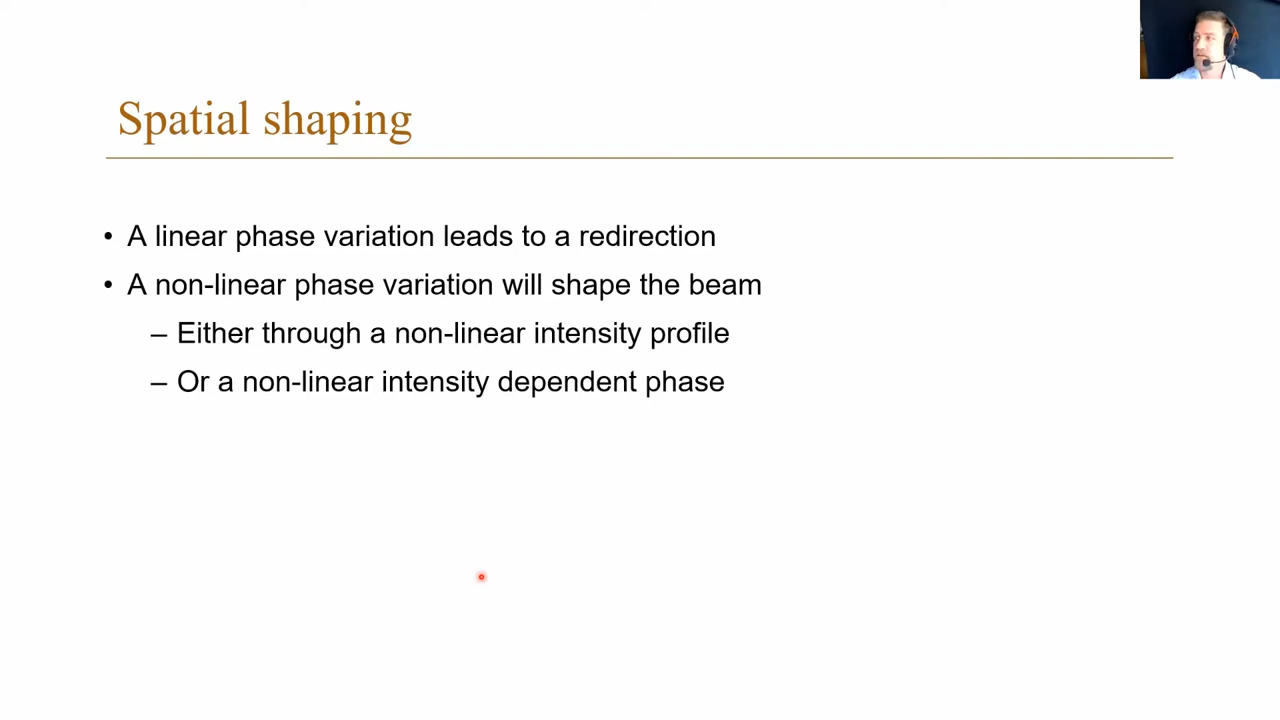 Spatial shaping
• A linear phase variation leads to a redirection
• A non-linear phase variation will shape the beam
– Either through a non-linear intensity profile
– Or a non-linear intensity dependent phase